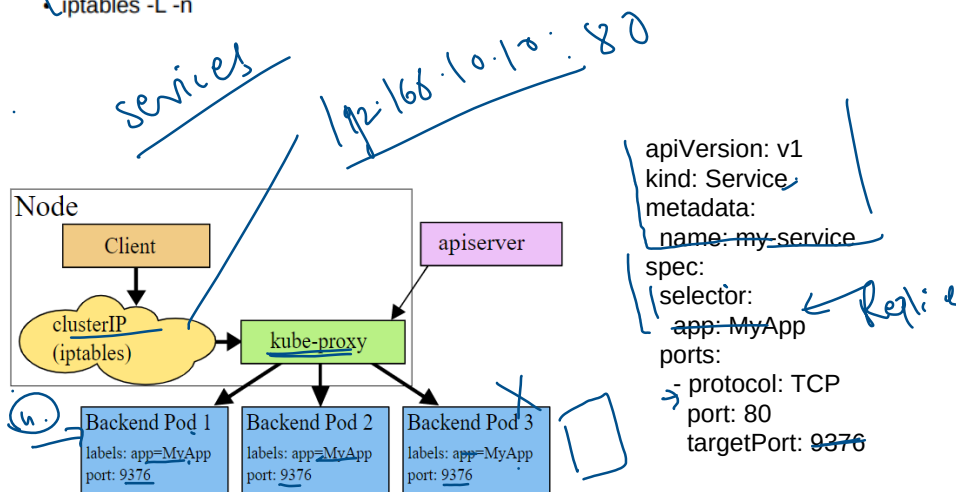 iptables -L -n
services
192.168.10.10: 80
Node
Client
apiserver
clusterIP
(iptables)
kube-proxy
Backend Pod 1
labels: app=MyApp
port: 9376
Backend Pod 2
labels: app=MyApp
port: 9376
Backend Pod 3
labels: app=MyApp
port: 9376
apiVersion: v1
kind: Service
metadata:
name: my-service
spec:
selector:
app: MyApp
ports:
- protocol: TCP
port: 80
targetPort: 9376